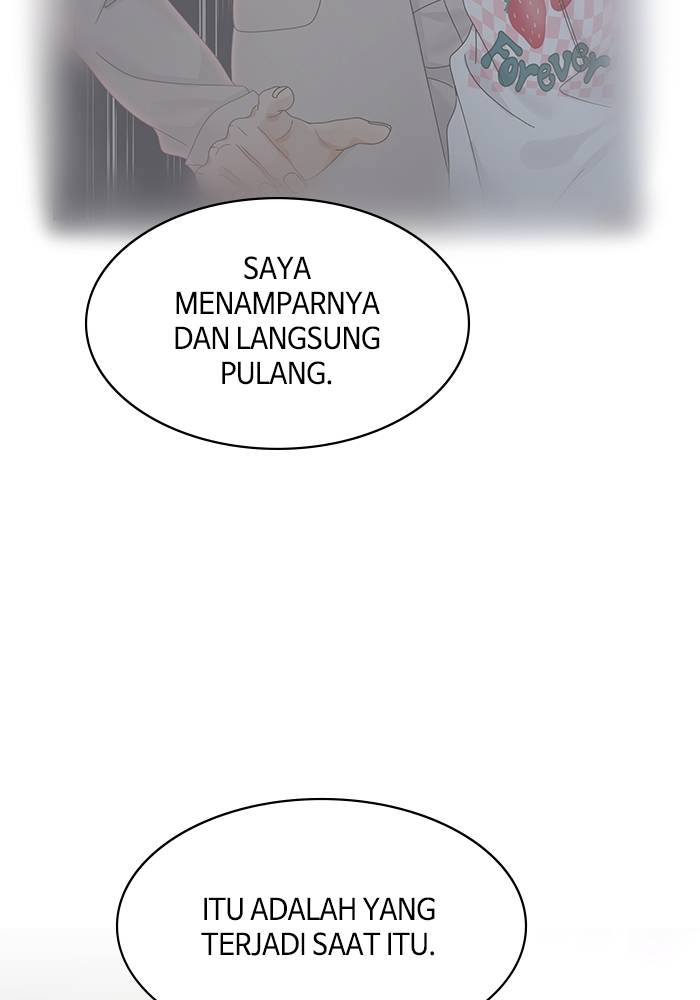 Forever
SAYA
MENAMPARNYA
DAN LANGSUNG
PULANG.
ITU ADALAH YANG
TERJADI SAAT ITU.